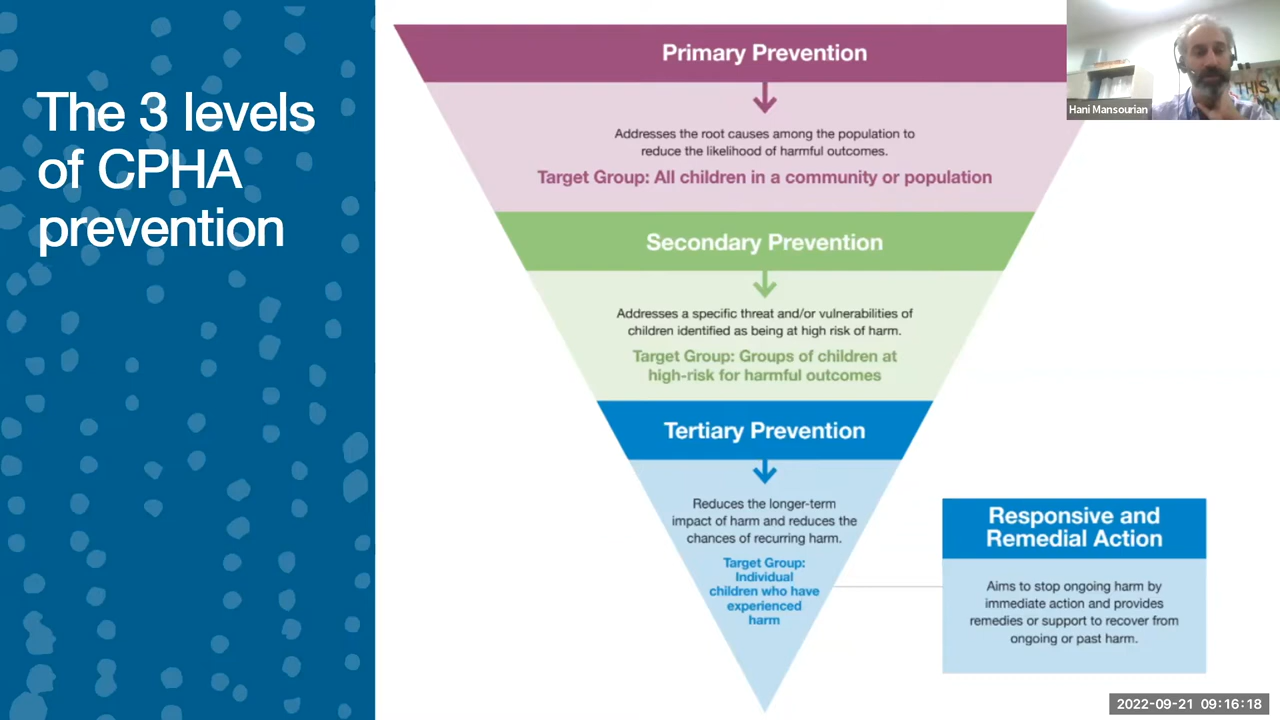 The 3 levels
of CPHA
prevention
Primary Prevention
Addresses the root causes among the population to
reduce the likelihood of harmful outcomes.
Target Group: All children in a community or population
Secondary Prevention
Addresses a specific threat and/or vulnerabilities of
children identified as being at high risk of harm.
Target Group: Groups of children at
high-risk for harmful outcomes
Tertiary Prevention
Reduces the longer-term
impact of harm and reduces the
chances of recurring harm.
Target Group:
Individual
children who have
experienced
harm
Responsive and
Remedial Action
Aims to stop ongoing harm by
immediate action and provides
remedies or support to recover from
ongoing or past harm.
Hani Mansourian
THIS
MY
2022-09-21 09:16:18